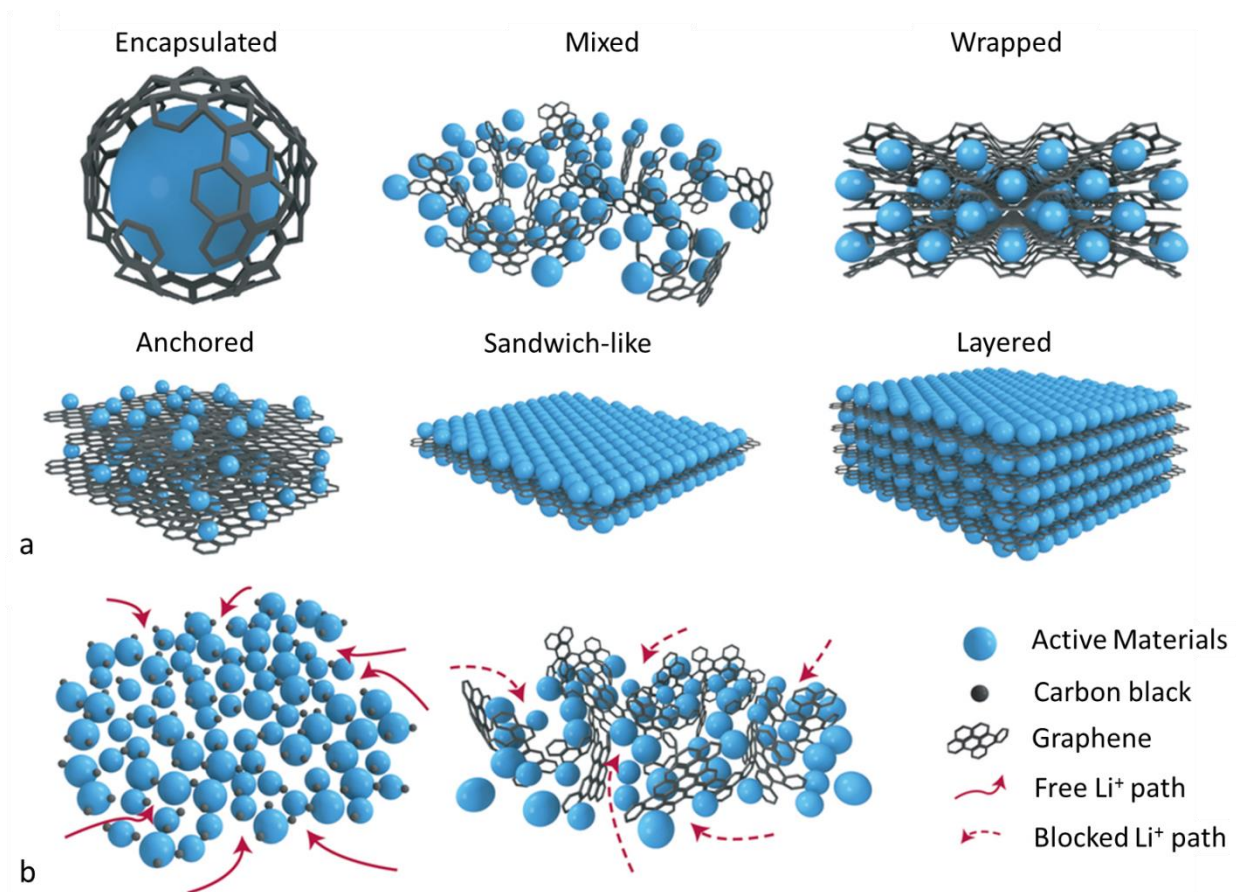 Encapsulated
Mixed
Wrapped
Anchored
Sandwich-like
Layered
a
Active Materials
Carbon black
Graphene
Free Li⁺ path
Blocked Li⁺ path
b